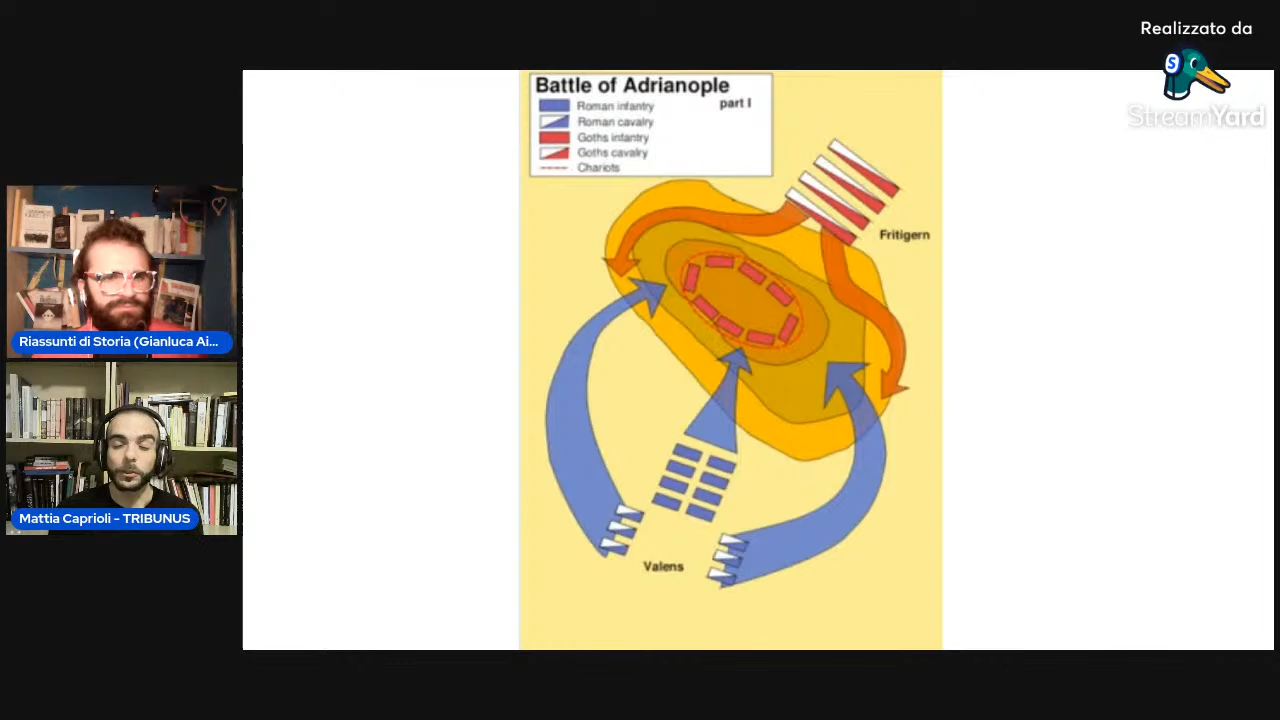 Realizzato da
S
StreamYard
Battle of Adrianople
part I
Roman infantry
Roman cavalry
Goths infantry
Goths cavalry
Chariots
Fritigern
Valens
Riassunti di Storia (Gianluca Ai...
Mattia Caprioli - TRIBUNUS